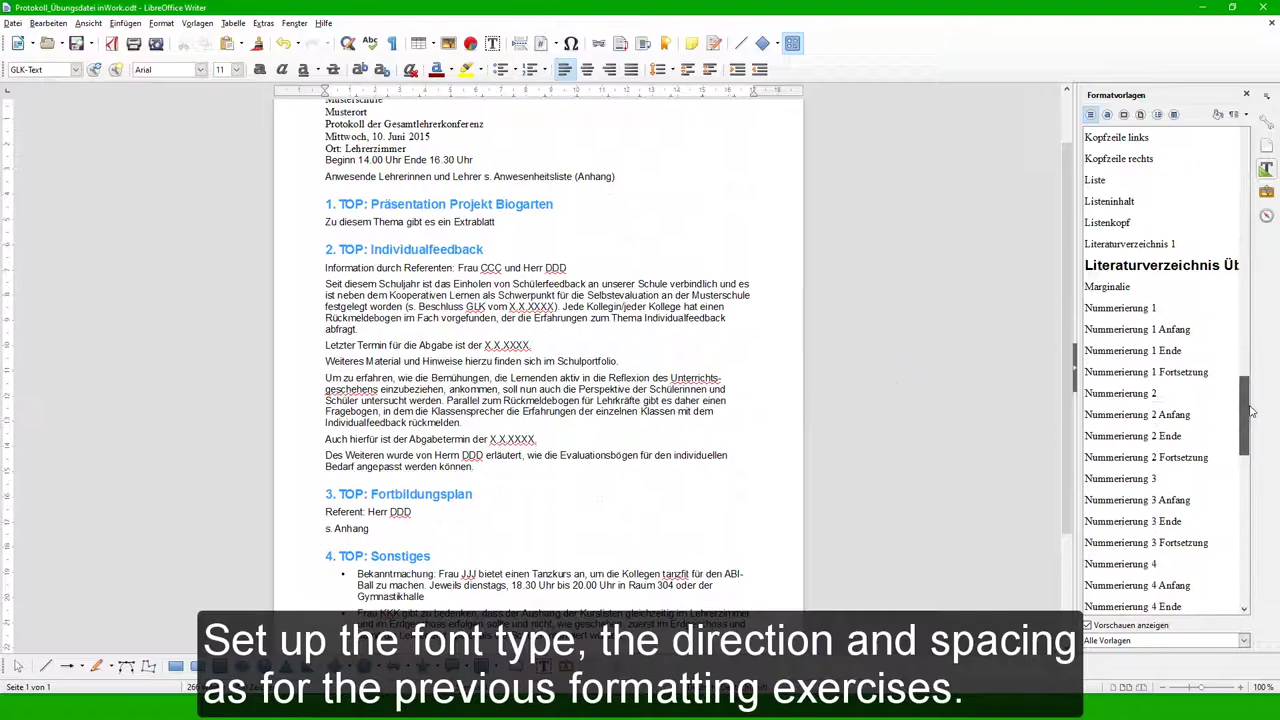 Protokoll_Übungsdatei inWork.odt - LibreOffice Writer
Datei Bearbeiten Ansicht Einfügen Format Vorlagen Tabelle Extras Fenster Hilfe
GLK-Text Arial 11
Musterschule
Musterort
Protokoll der Gesamtlehrerkonferenz
Mittwoch, 10. Juni 2015
Ort: Lehrerzimmer
Beginn 14.00 Uhr Ende 16.30 Uhr
Anwesende Lehrerinnen und Lehrer s. Anwesenheitsliste (Anhang)
1. TOP: Präsentation Projekt Biogarten
Zu diesem Thema gibt es ein Extrablatt
2. TOP: Individualfeedback
Information durch Referenten: Frau CCC und Herr DDD
Seit diesem Schuljahr ist das Einholen von Schülerfeedback an unserer Schule verbindlich und es
ist neben dem Kooperativen Lernen als Schwerpunkt für die Selbstevaluation an der Musterschule
festgelegt worden (s. Beschluss GLK vom X.X.XXXX). Jede Kollegin/jeder Kollege hat einen
Rückmeldebogen im Fach vorgefunden, der die Erfahrungen zum Thema Individualfeedback
abfragt.
Letzter Termin für die Abgabe ist der X.X.XXXX.
Weiteres Material und Hinweise hierzu finden sich im Schulportfolio.
Um zu erfahren, wie die Bemühungen, die Lernenden aktiv in die Reflexion des Unterrichts-
geschehens einzubeziehen, ankommen, soll nun auch die Perspektive der Schülerinnen und
Schüler untersucht werden. Parallel zum Rückmeldebogen für Lehrkräfte gibt es daher einen
Fragebogen, in dem die Klassensprecher die Erfahrungen der einzelnen Klassen mit dem
Individualfeedback rückmelden.
Auch hierfür ist der Abgabetermin der X.X.XXXX.
Des Weiteren wurde von Herrn DDD erläutert, wie die Evaluationsbögen für den individuellen
Bedarf angepasst werden können.
3. TOP: Fortbildungsplan
Referent: Herr DDD
s. Anhang
4. TOP: Sonstiges
• Bekanntmachung: Frau JJJ bietet einen Tanzkurs an, um die Kollegen tanzfit für den ABI-
Ball zu machen. Jeweils dienstags, 18.30 Uhr bis 20.00 Uhr in Raum 304 oder der
Gymnastikhalle
• Frau KKK gibt zu bedenken, dass der Aushang der Kurslisten gleichzeitig im Lehrerzimmer
Formatvorlagen
Kopfzeile links
Kopfzeile rechts
Liste
Listeninhalt
Listenkopf
Literaturverzeichnis 1
Literaturverzeichnis Üb
Marginalie
Nummerierung 1
Nummerierung 1 Anfang
Nummerierung 1 Ende
Nummerierung 1 Fortsetzung
Nummerierung 2
Nummerierung 2 Anfang
Nummerierung 2 Ende
Nummerierung 2 Fortsetzung
Nummerierung 3
Nummerierung 3 Anfang
Nummerierung 3 Ende
Nummerierung 3 Fortsetzung
Nummerierung 4
Nummerierung 4 Anfang
Nummerierung 4 Ende
Vorschauen anzeigen
Alle Vorlagen
Set up the font type, the direction and spacing
as for the previous formatting exercises.
Seite 1 von 1
100 %